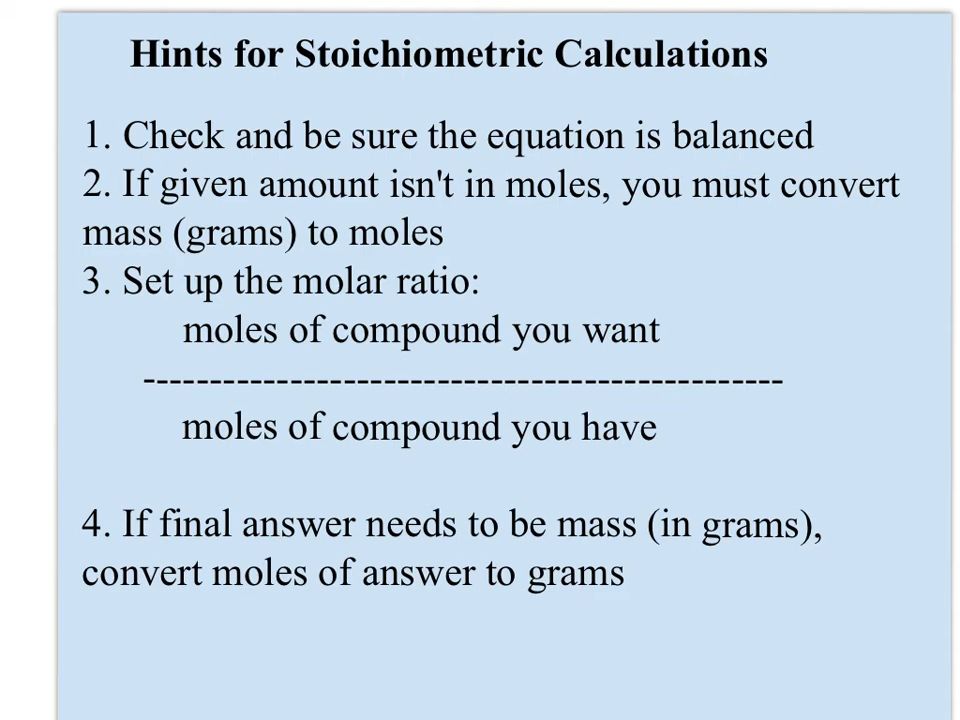 Hints for Stoichiometric Calculations
1. Check and be sure the equation is balanced
2. If given amount isn't in moles, you must convert
mass (grams) to moles
3. Set up the molar ratio:
moles of compound you want
------------------------------------------------
moles of compound you have
4. If final answer needs to be mass (in grams),
convert moles of answer to grams